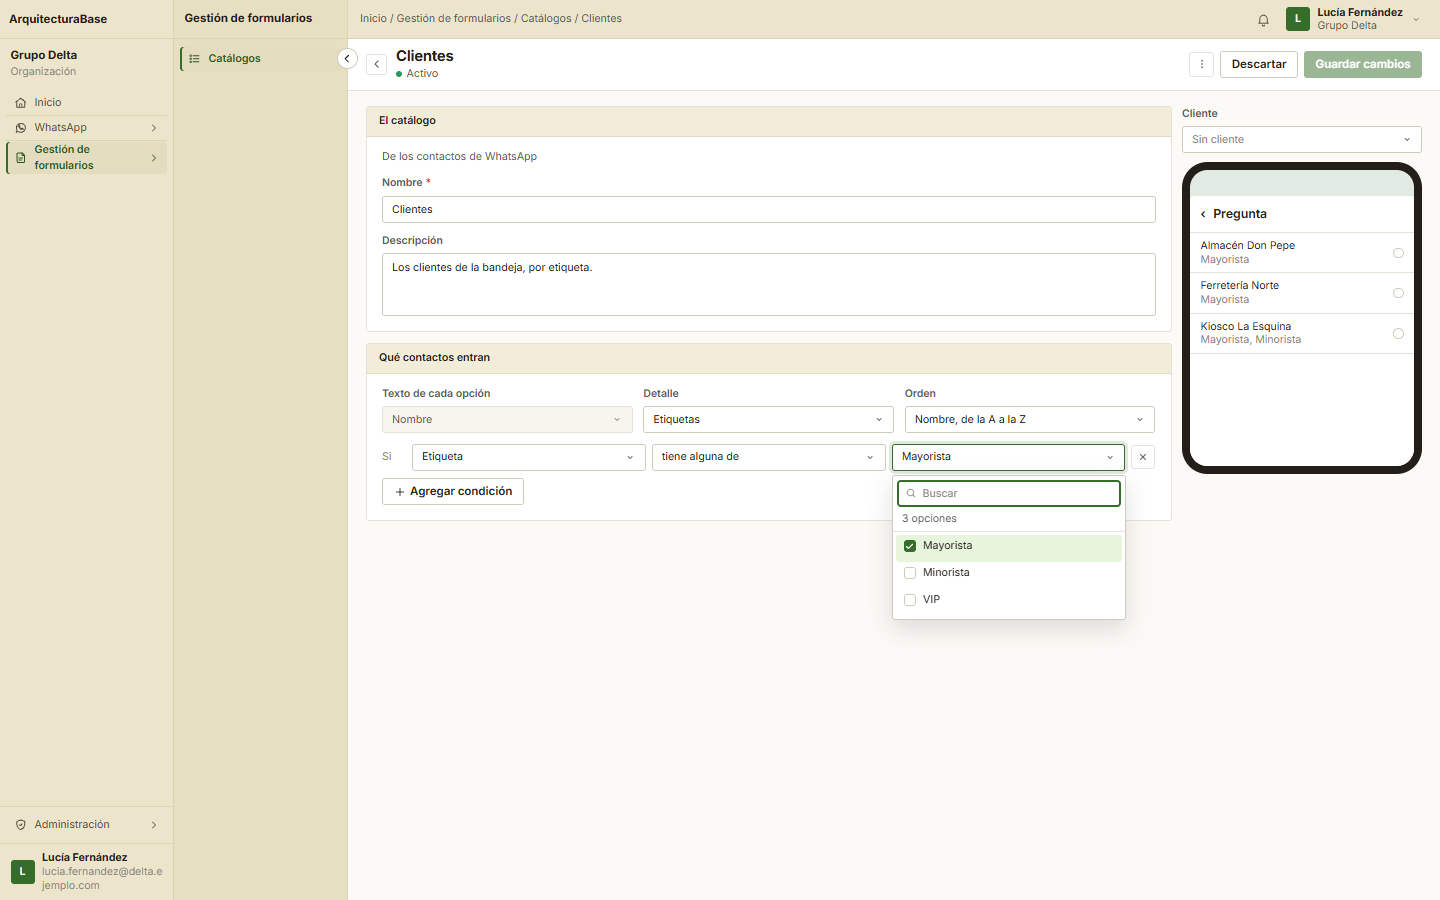 ArquitecturaBase
Grupo Delta
Organización
Inicio
WhatsApp
Gestión de
formularios
Administración
L
Lucía Fernández
lucia.fernandez@delta.e
jemplo.com
Gestión de formularios
Catálogos
Inicio / Gestión de formularios / Catálogos / Clientes
L
Lucía Fernández
Grupo Delta
Clientes
Activo
Descartar
Guardar cambios
El catálogo
De los contactos de WhatsApp
Nombre *
Clientes
Descripción
Los clientes de la bandeja, por etiqueta.
Qué contactos entran
Texto de cada opción
Detalle
Orden
Nombre
Etiquetas
Nombre, de la A a la Z
Si
Etiqueta
tiene alguna de
Mayorista
Agregar condición
Buscar
3 opciones
Mayorista
Minorista
VIP
Cliente
Sin cliente
Pregunta
Almacén Don Pepe
Mayorista
Ferretería Norte
Mayorista
Kiosco La Esquina
Mayorista, Minorista